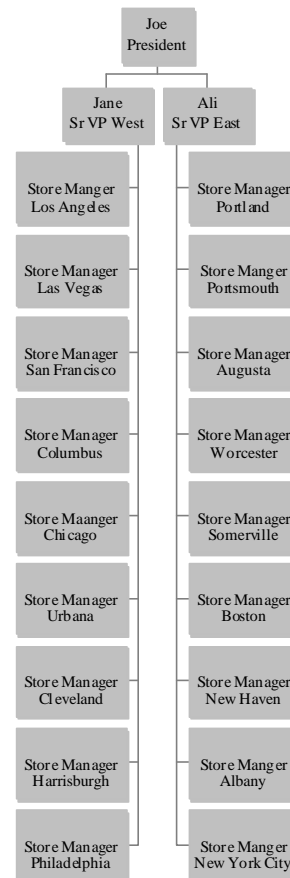 Joe
President
Jane
Sr VP West
Ali
Sr VP East
Store Manger
Los Angeles
Store Manager
Las Vegas
Store Manager
San Francisco
Store Manager
Columbus
Store Maanger
Chicago
Store Manager
Urbana
Store Manager
Cleveland
Store Manager
Harrisburgh
Store Manager
Philadelphia
Store Manager
Portland
Store Manger
Portsmouth
Store Manager
Augusta
Store Manager
Worcester
Store Manager
Somerville
Store Manager
Boston
Store Manager
New Haven
Store Manger
Albany
Store Manger
New York City